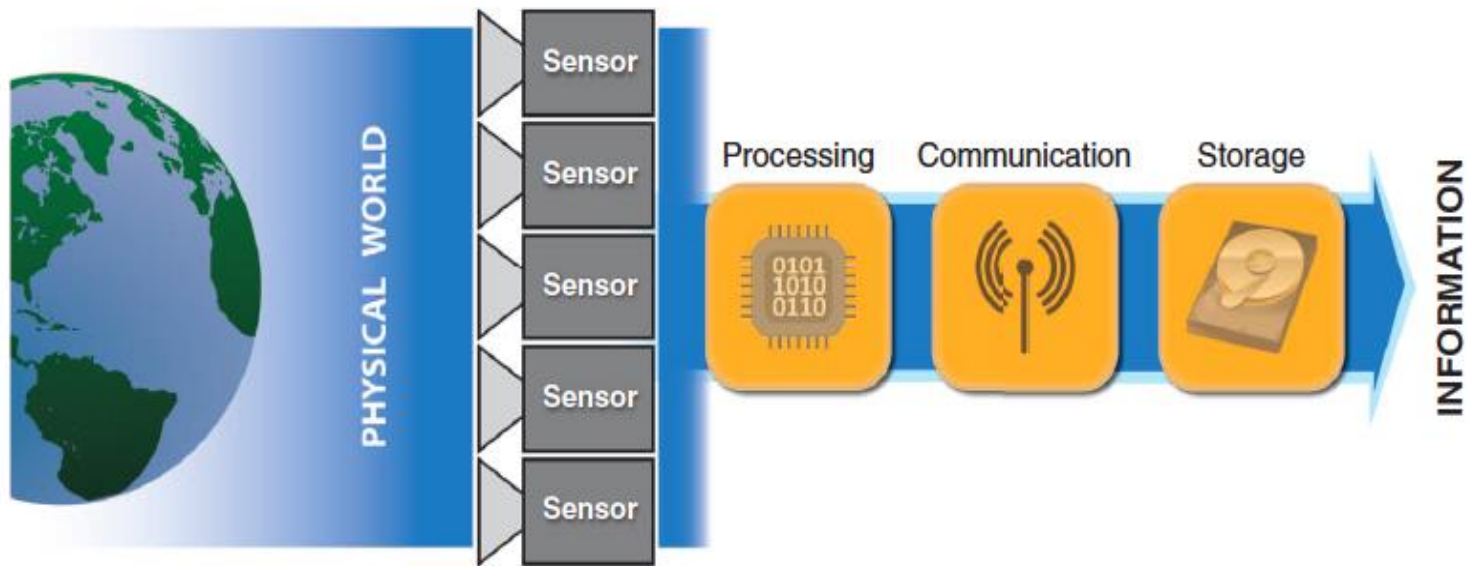 PHYSICAL WORLD
Sensor
Sensor
Sensor
Sensor
Sensor
Processing
Communication
Storage
0101
1010
0110
INFORMATION